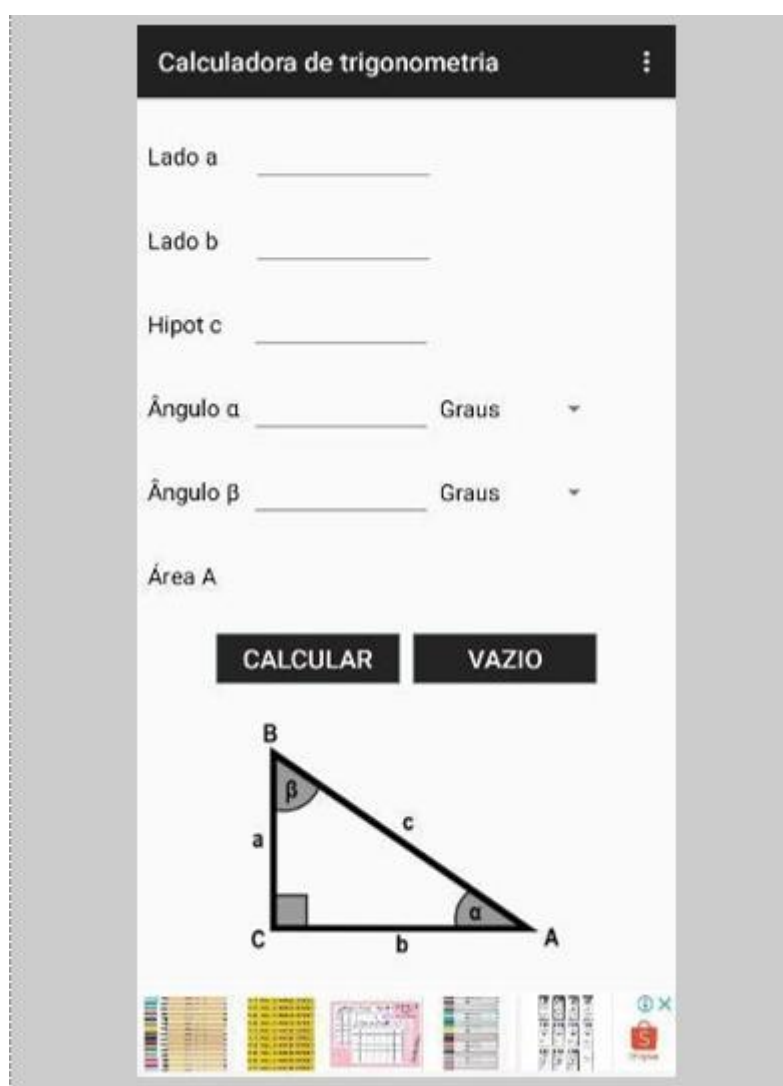 Calculadora de trigonometria
Lado a
Lado b
Hipot c
Ângulo α Graus
Ângulo β Graus
Área A
CALCULAR VAZIO
B
β
a c
α
C b A
S